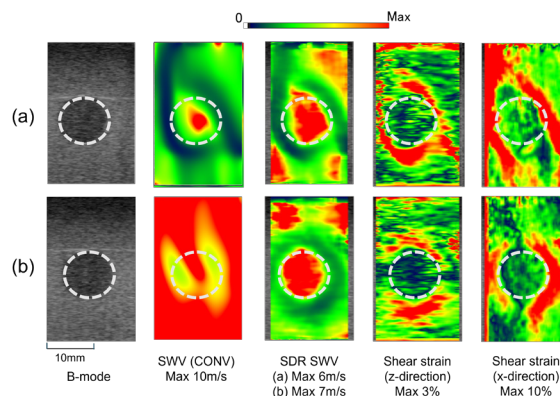 0 Max
(a)
(b)
10mm
B-mode
SWV (CONV)
Max 10m/s
SDR SWV
(a) Max 6m/s
(b) Max 7m/s
Shear strain
(z-direction)
Max 3%
Shear strain
(x-direction)
Max 10%